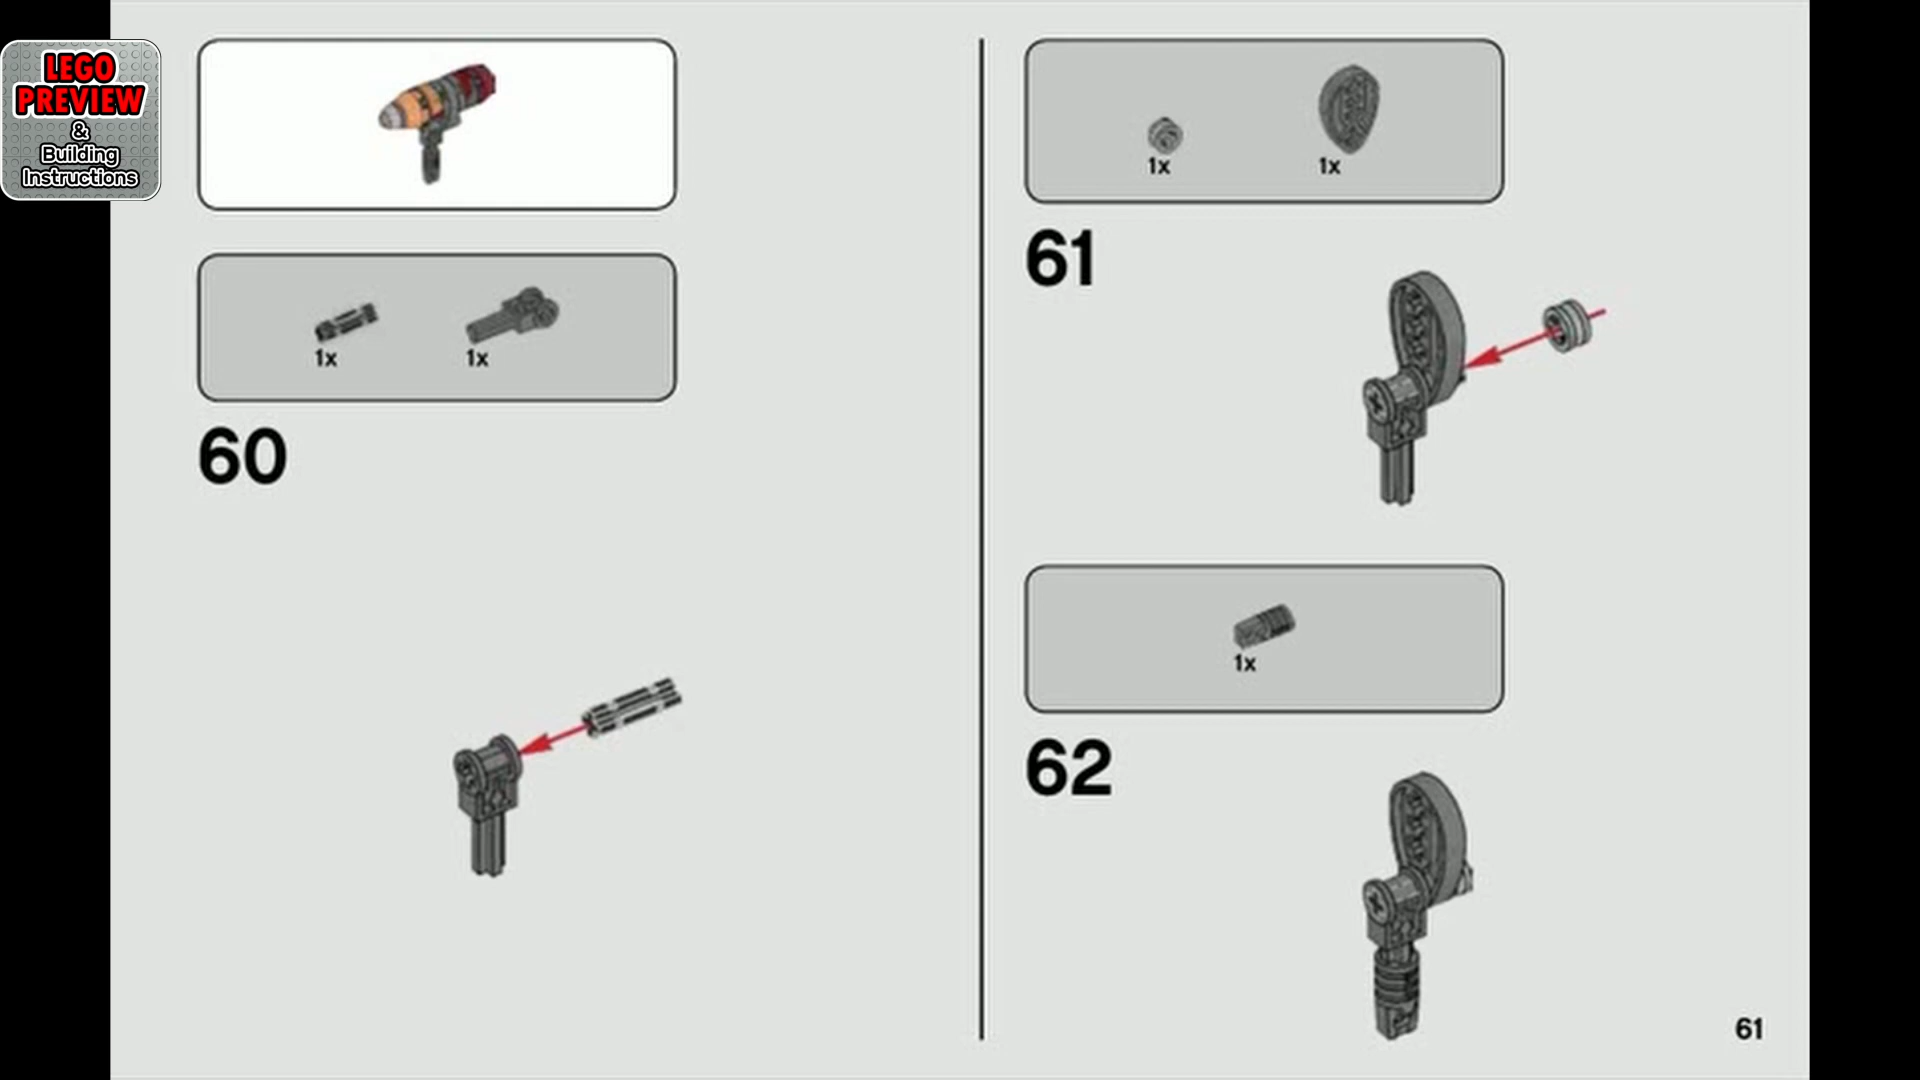 LEGO
PREVIEW
&
Building
Instructions
1x 1x
60
1x 1x
61
1x
62
61